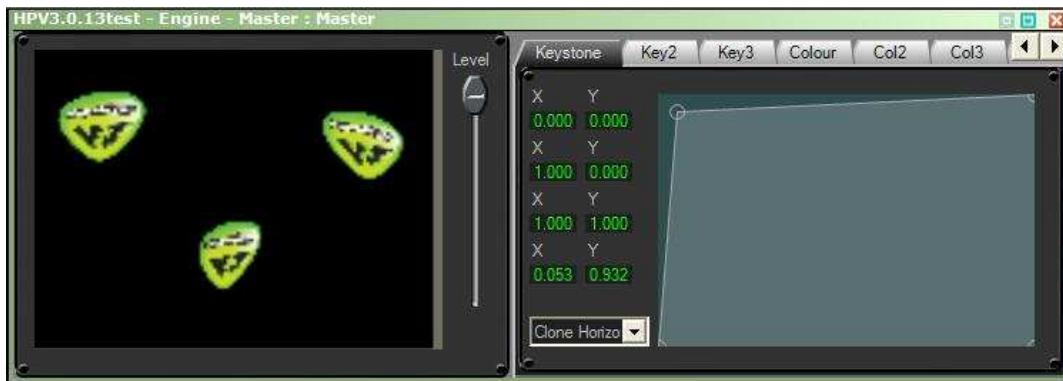 HPV3.0.13test - Engine - Master : Master
Level
Keystone Key2 Key3 Colour Col2 Col3
X Y
0.000 0.000
X Y
1.000 0.000
X Y
1.000 1.000
X Y
0.053 0.932
Clone Horizo